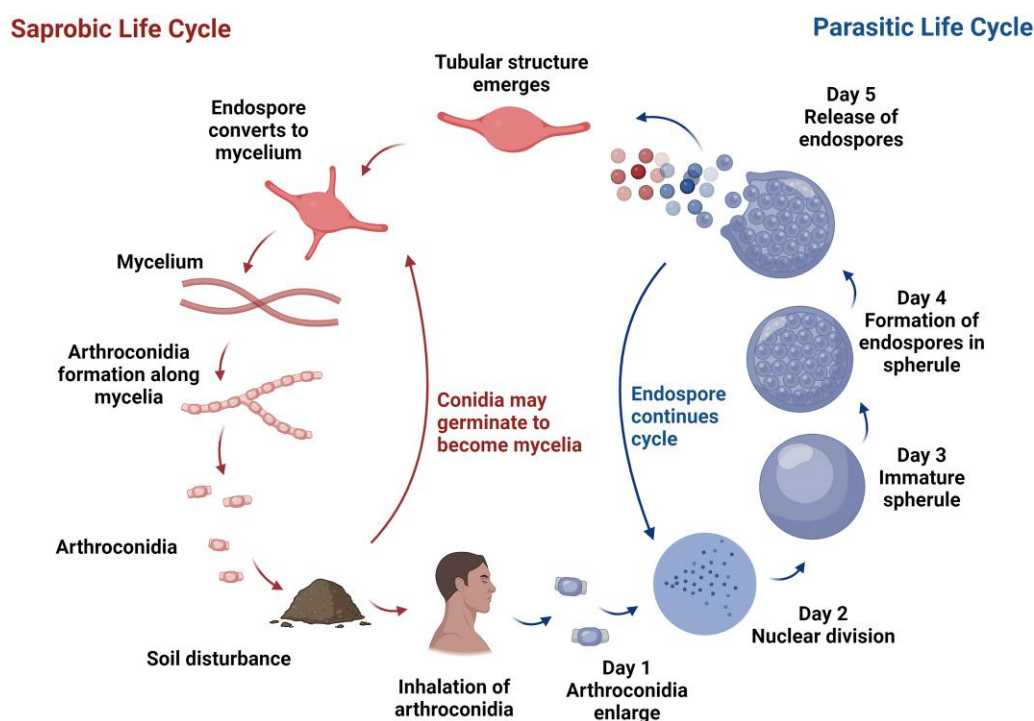 Saprobic Life Cycle
Parasitic Life Cycle
Tubular structure
emerges
Endospore
converts to
mycelium
Mycelium
Arthroconidia
formation along
mycelia
Arthroconidia
Soil disturbance
Conidia may
germinate to
become mycelia
Inhalation of
arthroconidia
Day 1
Arthroconidia
enlarge
Day 2
Nuclear division
Day 3
Immature
spherule
Day 4
Formation of
endospores in
spherule
Day 5
Release of
endospores
Endospore
continues
cycle